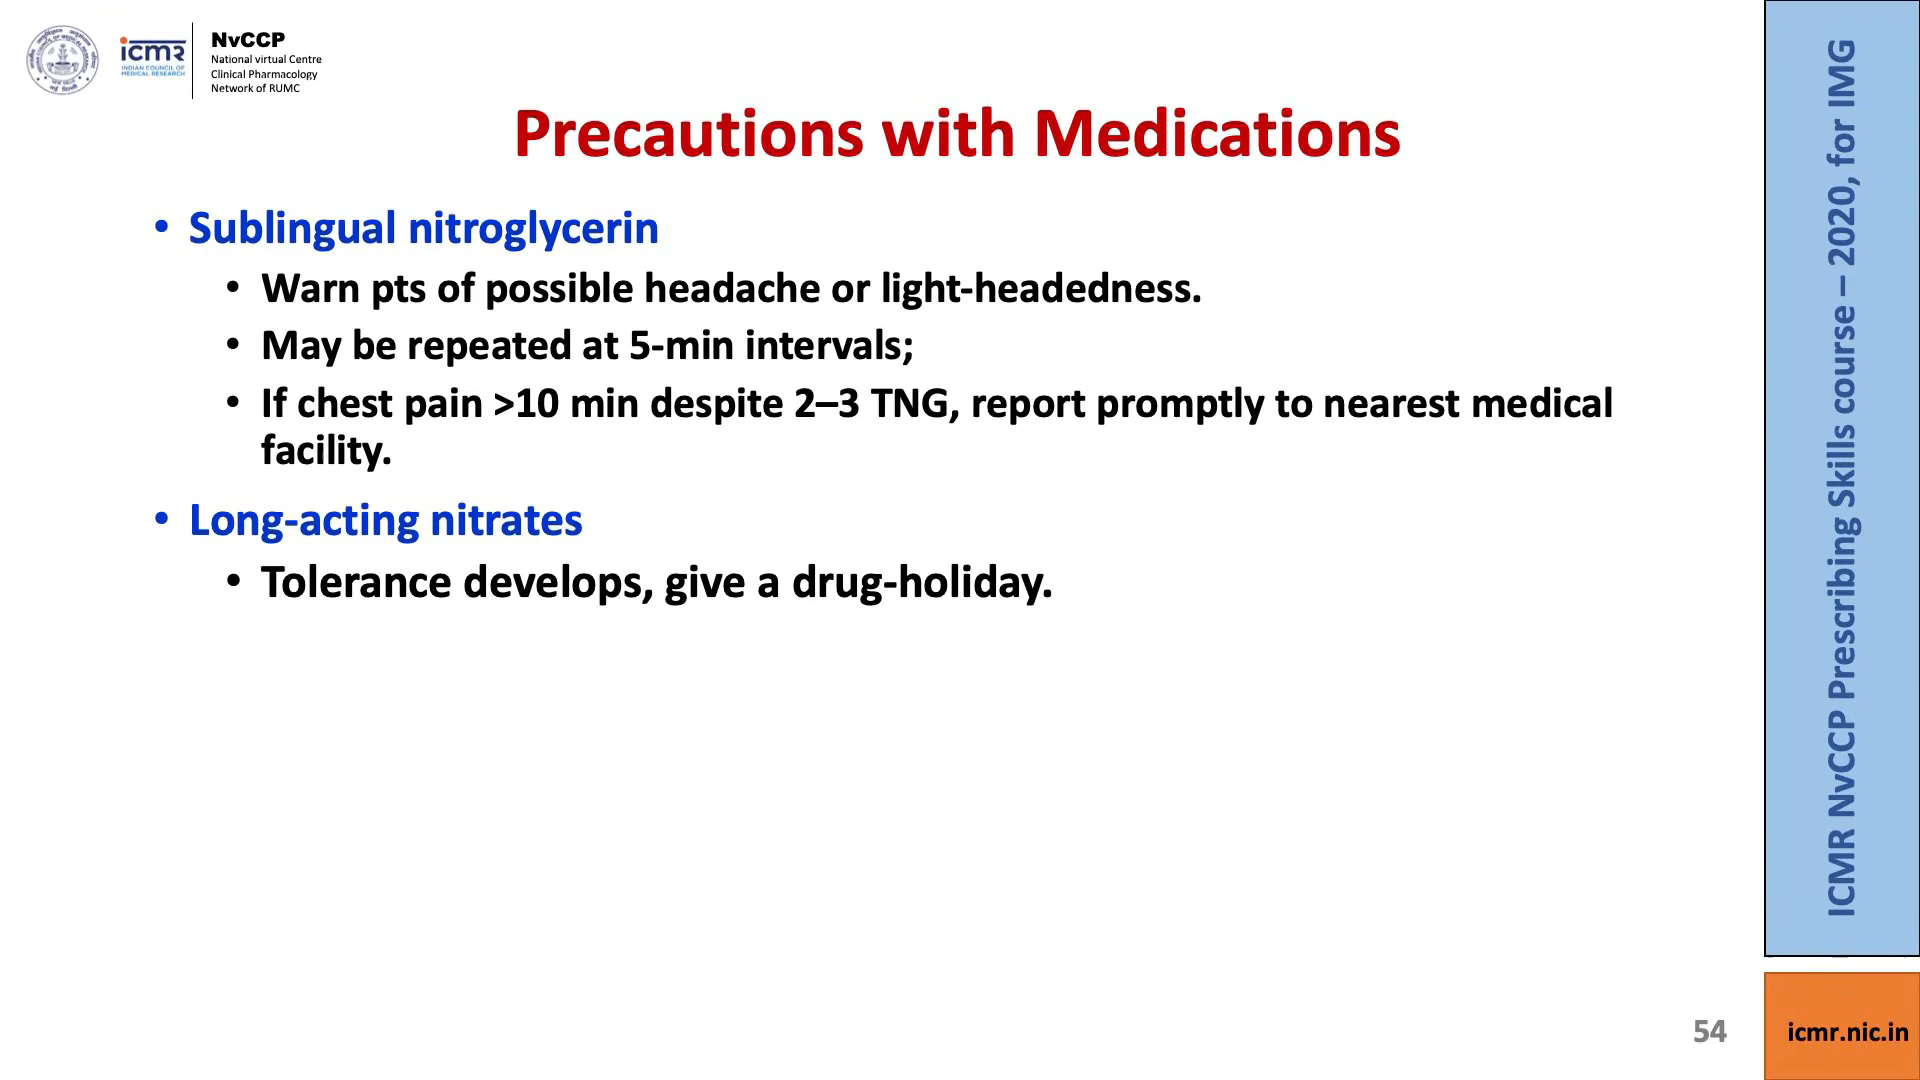 icmr
INDIAN COUNCIL OF
MEDICAL RESEARCH
NvCCP
National virtual Centre
Clinical Pharmacology
Network of RUMC
Precautions with Medications
• Sublingual nitroglycerin
• Warn pts of possible headache or light-headedness.
• May be repeated at 5-min intervals;
• If chest pain >10 min despite 2–3 TNG, report promptly to nearest medical
facility.
• Long-acting nitrates
• Tolerance develops, give a drug-holiday.
ICMR NvCCP Prescribing Skills course – 2020, for IMG
54
icmr.nic.in